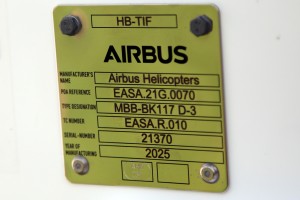 HB-TIF
AIRBUS
MANUFACTURER'S NAME Airbus Helicopters
POA REFERENCE EASA.21G.0070
TYPE DESIGNATION MBB-BK117 D-3
TC NUMBER EASA.R.010
SERIAL-NUMBER 21370
YEAR OF MANUFACTURING 2025